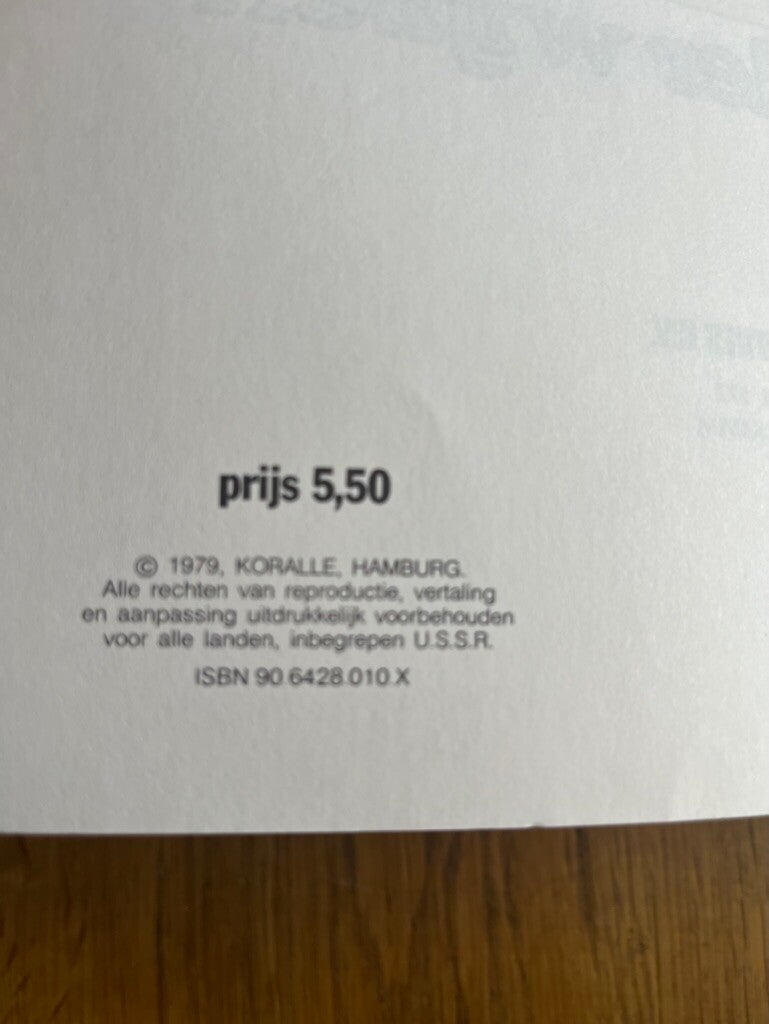 prijs 5,50
© 1979, KORALLE, HAMBURG.
Alle rechten van reproductie, vertaling
en aanpassing uitdrukkelijk voorbehouden
voor alle landen, inbegrepen U.S.S.R.
ISBN 90.6428.010.X